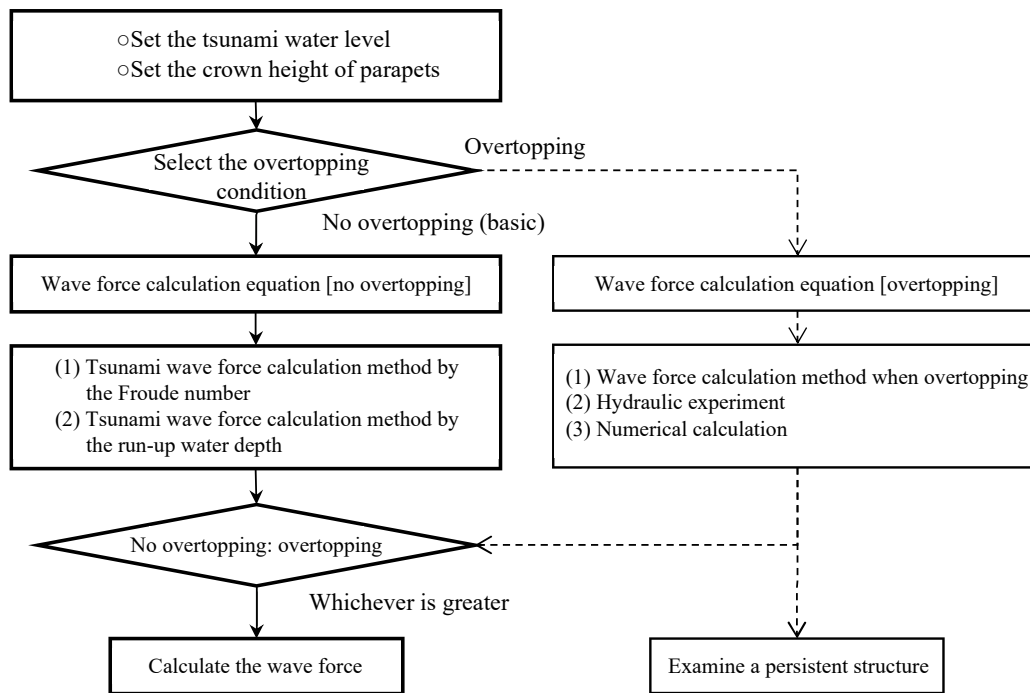 ○Set the tsunami water level
○Set the crown height of parapets
Select the overtopping
condition
Overtopping
No overtopping (basic)
Wave force calculation equation [no overtopping]
Wave force calculation equation [overtopping]
(1) Tsunami wave force calculation method by
the Froude number
(2) Tsunami wave force calculation method by
the run-up water depth
(1) Wave force calculation method when overtopping
(2) Hydraulic experiment
(3) Numerical calculation
No overtopping: overtopping
Whichever is greater
Calculate the wave force
Examine a persistent structure